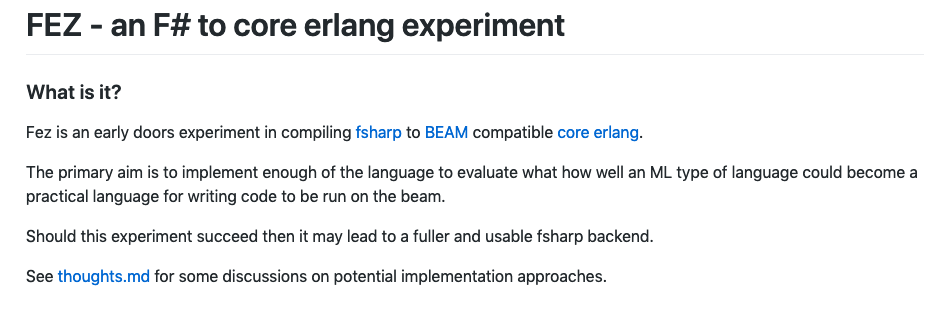 FEZ - an F# to core erlang experiment
What is it?
Fez is an early doors experiment in compiling fsharp to BEAM compatible core erlang.
The primary aim is to implement enough of the language to evaluate what how well an ML type of language could become a
practical language for writing code to be run on the beam.
Should this experiment succeed then it may lead to a fuller and usable fsharp backend.
See thoughts.md for some discussions on potential implementation approaches.